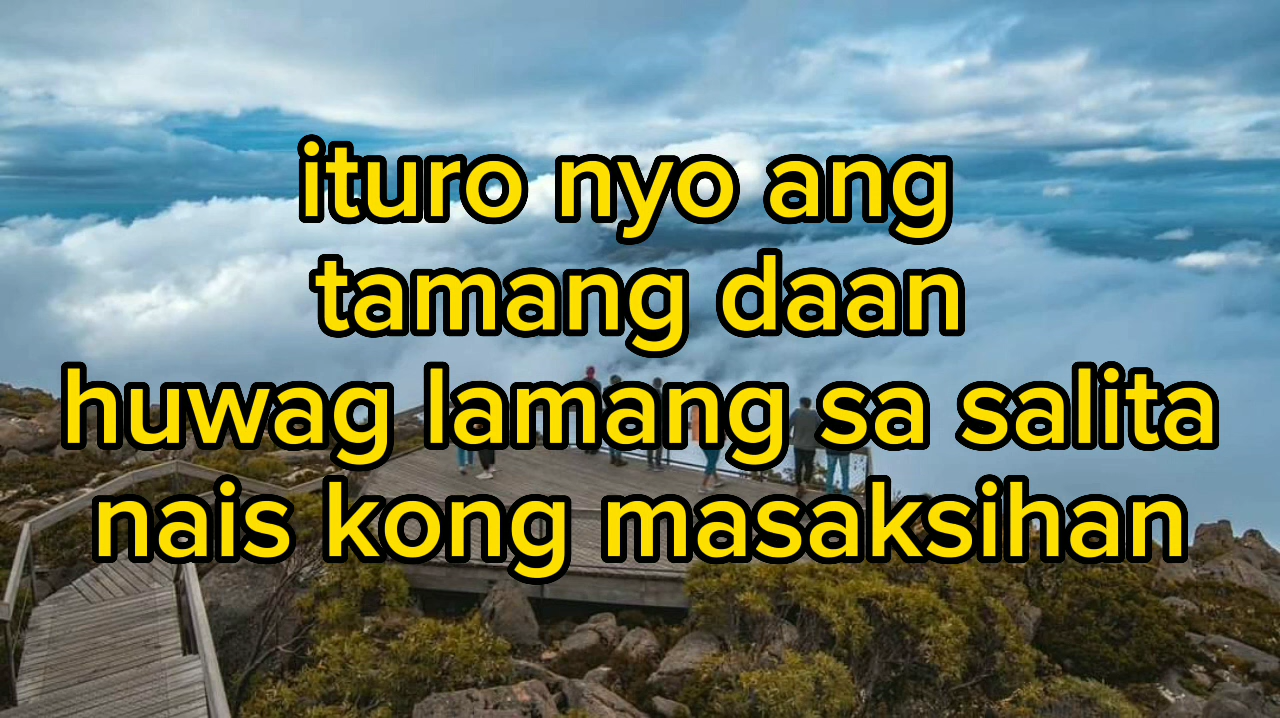 ituro nyo ang
tamang daan
huwag lamang sa salita
nais kong masaksihan